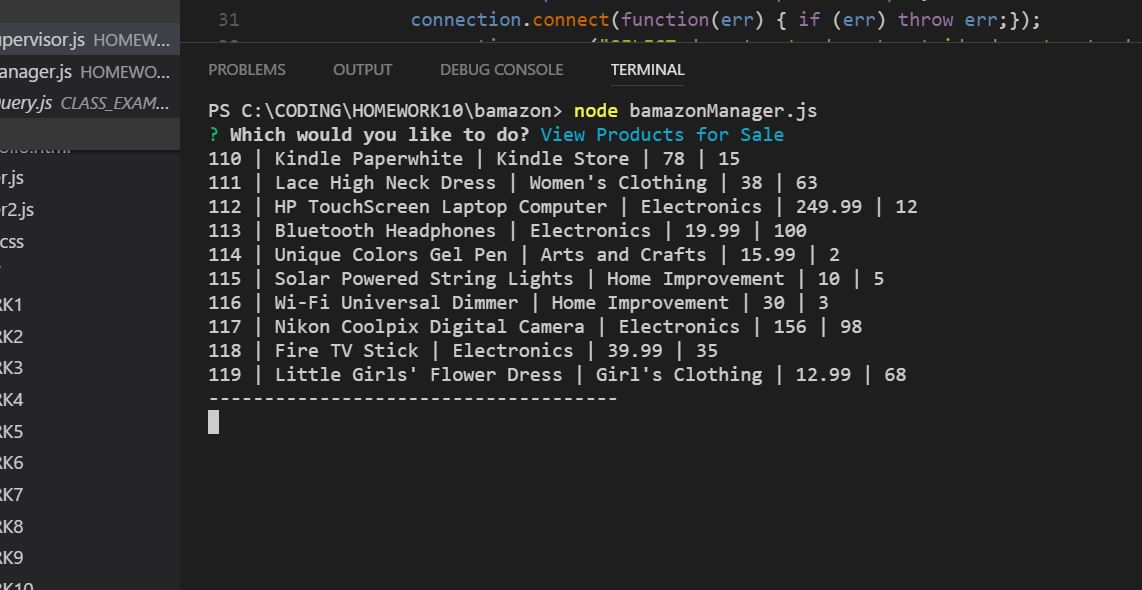 31 connection.connect(function(err) { if (err) throw err;});
upervisor.js HOMEW...
anager.js HOMEWO...
uery.js CLASS_EXAM...
r.js
r2.js
css
RK1
RK2
RK3
RK4
RK5
RK6
RK7
RK8
RK9
RK10
PROBLEMS OUTPUT DEBUG CONSOLE TERMINAL
PS C:\CODING\HOMEWORK10\bamazon> node bamazonManager.js
? Which would you like to do? View Products for Sale
110 | Kindle Paperwhite | Kindle Store | 78 | 15
111 | Lace High Neck Dress | Women's Clothing | 38 | 63
112 | HP TouchScreen Laptop Computer | Electronics | 249.99 | 12
113 | Bluetooth Headphones | Electronics | 19.99 | 100
114 | Unique Colors Gel Pen | Arts and Crafts | 15.99 | 2
115 | Solar Powered String Lights | Home Improvement | 10 | 5
116 | Wi-Fi Universal Dimmer | Home Improvement | 30 | 3
117 | Nikon Coolpix Digital Camera | Electronics | 156 | 98
118 | Fire TV Stick | Electronics | 39.99 | 35
119 | Little Girls' Flower Dress | Girl's Clothing | 12.99 | 68
-------------------------------------